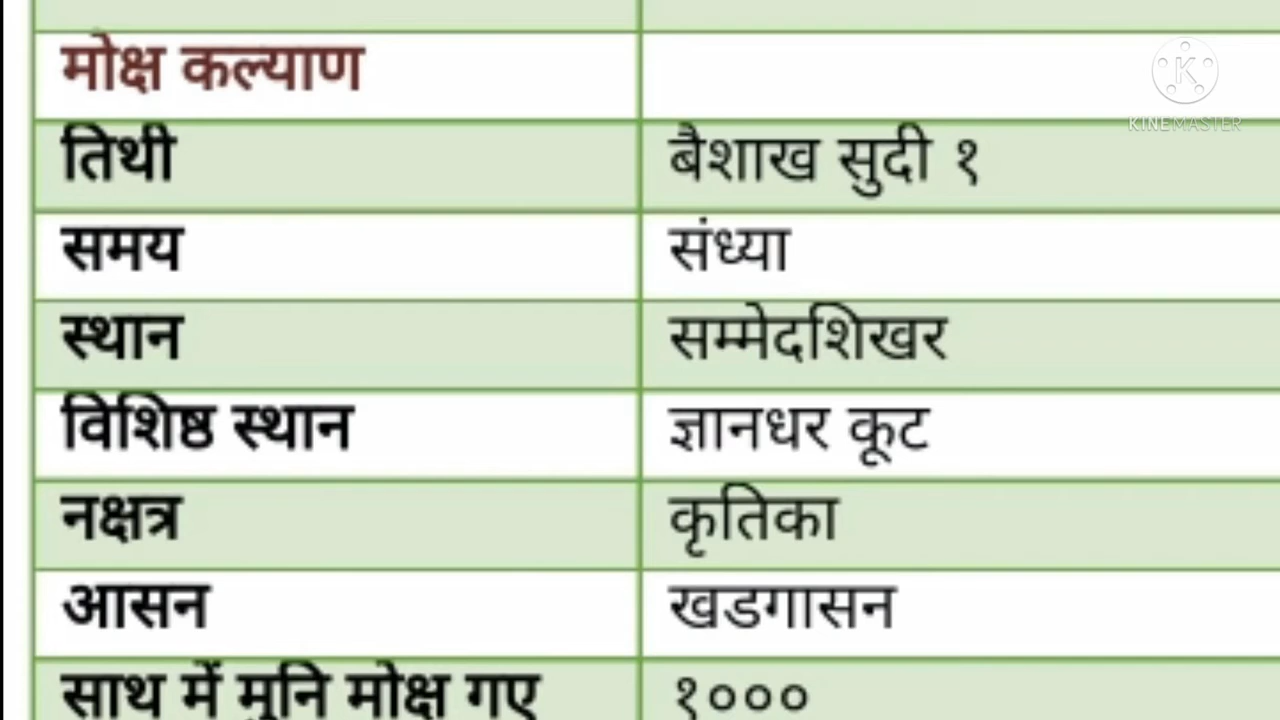 मोक्ष कल्याण
K
KINEMASTER
तिथी बैशाख सुदी १
समय संध्या
स्थान सम्मेदशिखर
विशिष्ठ स्थान ज्ञानधर कूट
नक्षत्र कृतिका
आसन खडगासन
साथ में मुनि मोक्ष गए १०००